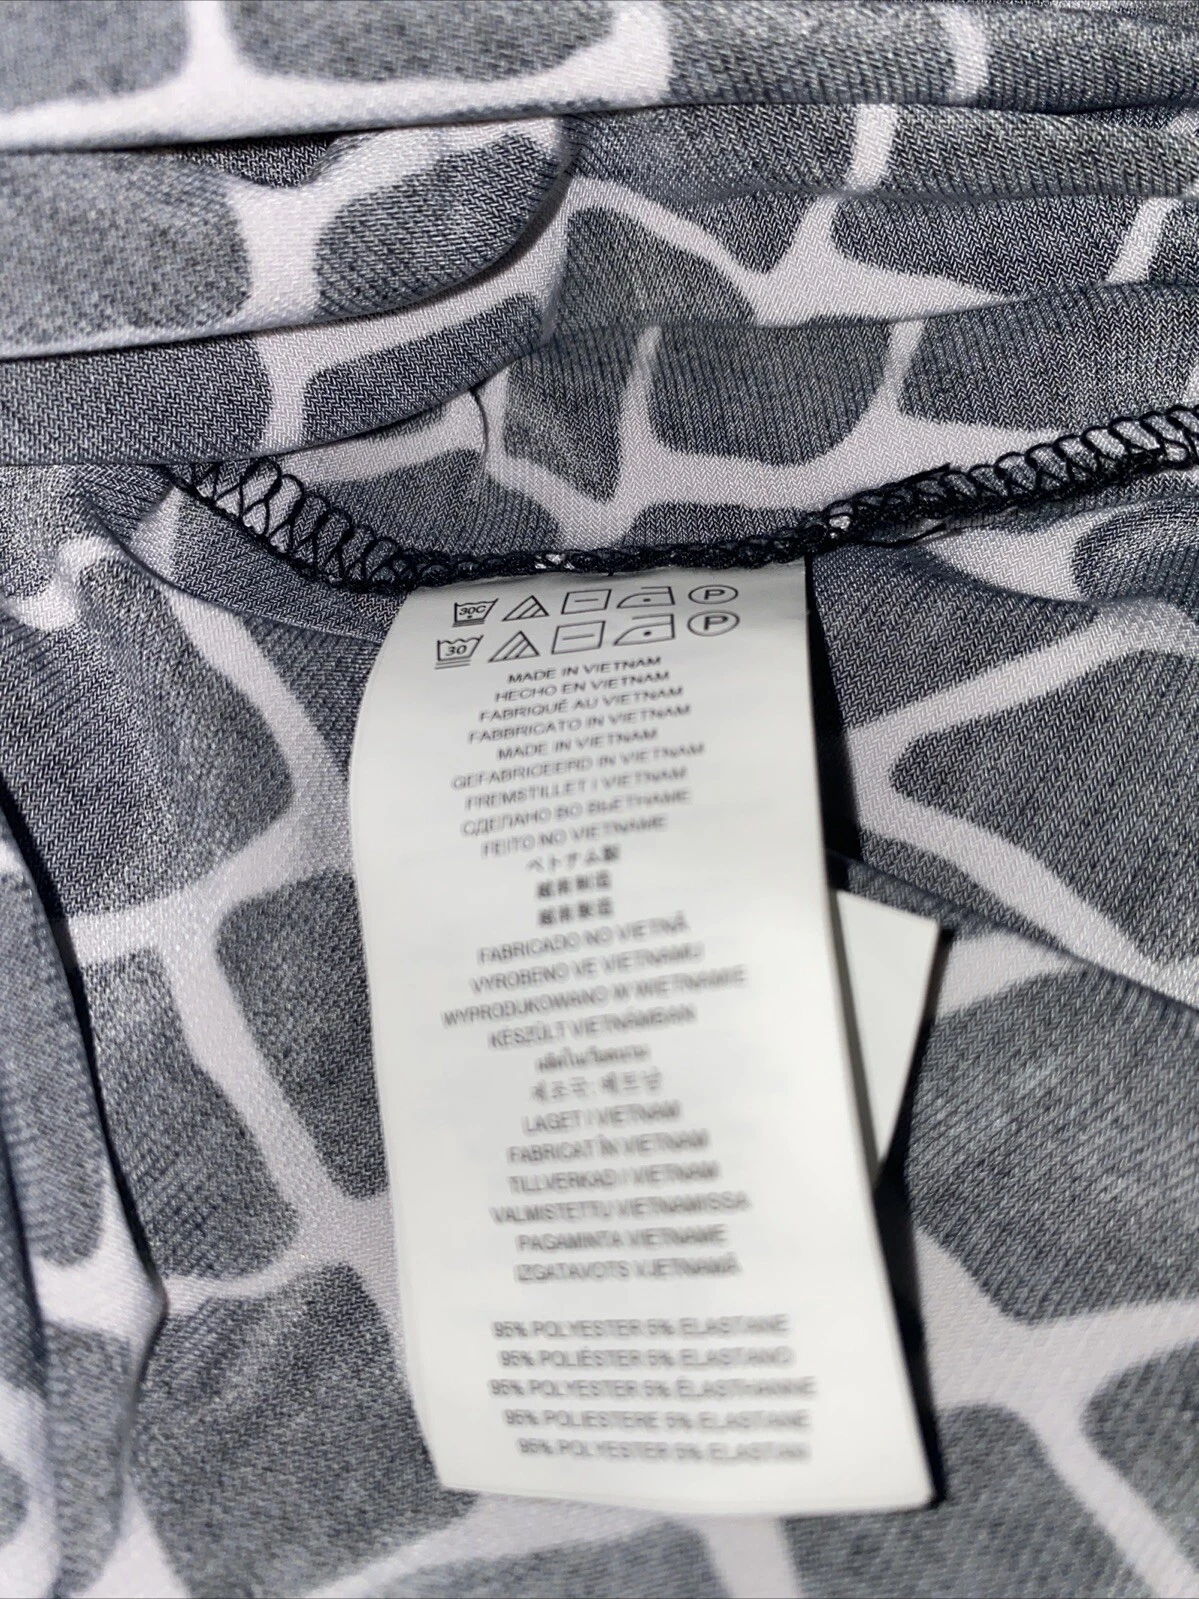 30C P
30 P
MADE IN VIETNAM
HECHO EN VIETNAM
FABRIQUÉ AU VIETNAM
FABBRICATO IN VIETNAM
MADE IN VIETNAM
GEFABRICEERD IN VIETNAM
FREMSTILLET I VIETNAM
СДЕЛАНО ВО ВЬЕТНАМЕ
FEITO NO VIETNAME
ベトナム製
越南制造
越南製造
FABRICADO NO VIETNÃ
VYROBENO VE VIETNAMU
WYPRODUKOWANO W WIETNAMIE
KÉSZÜLT VIETNÁMBAN
ผลิตในเวียดนาม
제조국: 베트남
LAGET I VIETNAM
FABRICAT ÎN VIETNAM
TILLVERKAD I VIETNAM
VALMISTETTU VIETNAMISSA
PAGAMINTA VIETNAME
IZGATAVOTS VJETNAMĀ
95% POLYESTER 5% ELASTANE
95% POLIÉSTER 5% ELASTANO
95% POLYESTER 5% ÉLASTHANNE
95% POLIESTERE 5% ELASTANE
95% POLYESTER 5% ELASTAN